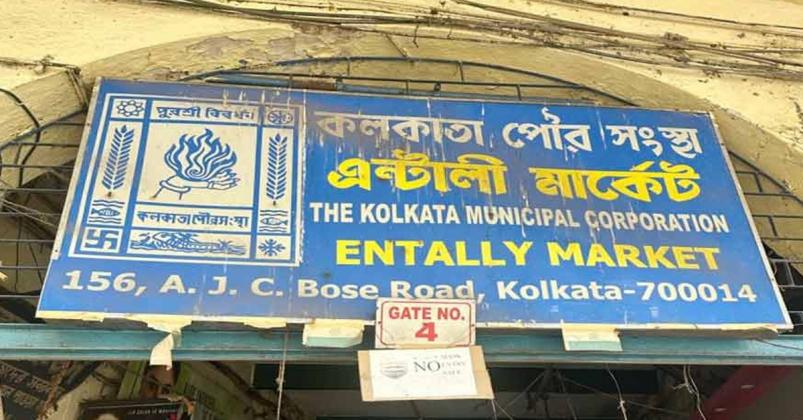 পুরশ্রী বিবর্ধন
কলকাতা পৌর সংস্থা
কলকাতা পৌর সংস্থা
এন্টালী মার্কেট
THE KOLKATA MUNICIPAL CORPORATION
ENTALLY MARKET
156, A. J. C. Bose Road, Kolkata-700014
GATE NO.
4
NO